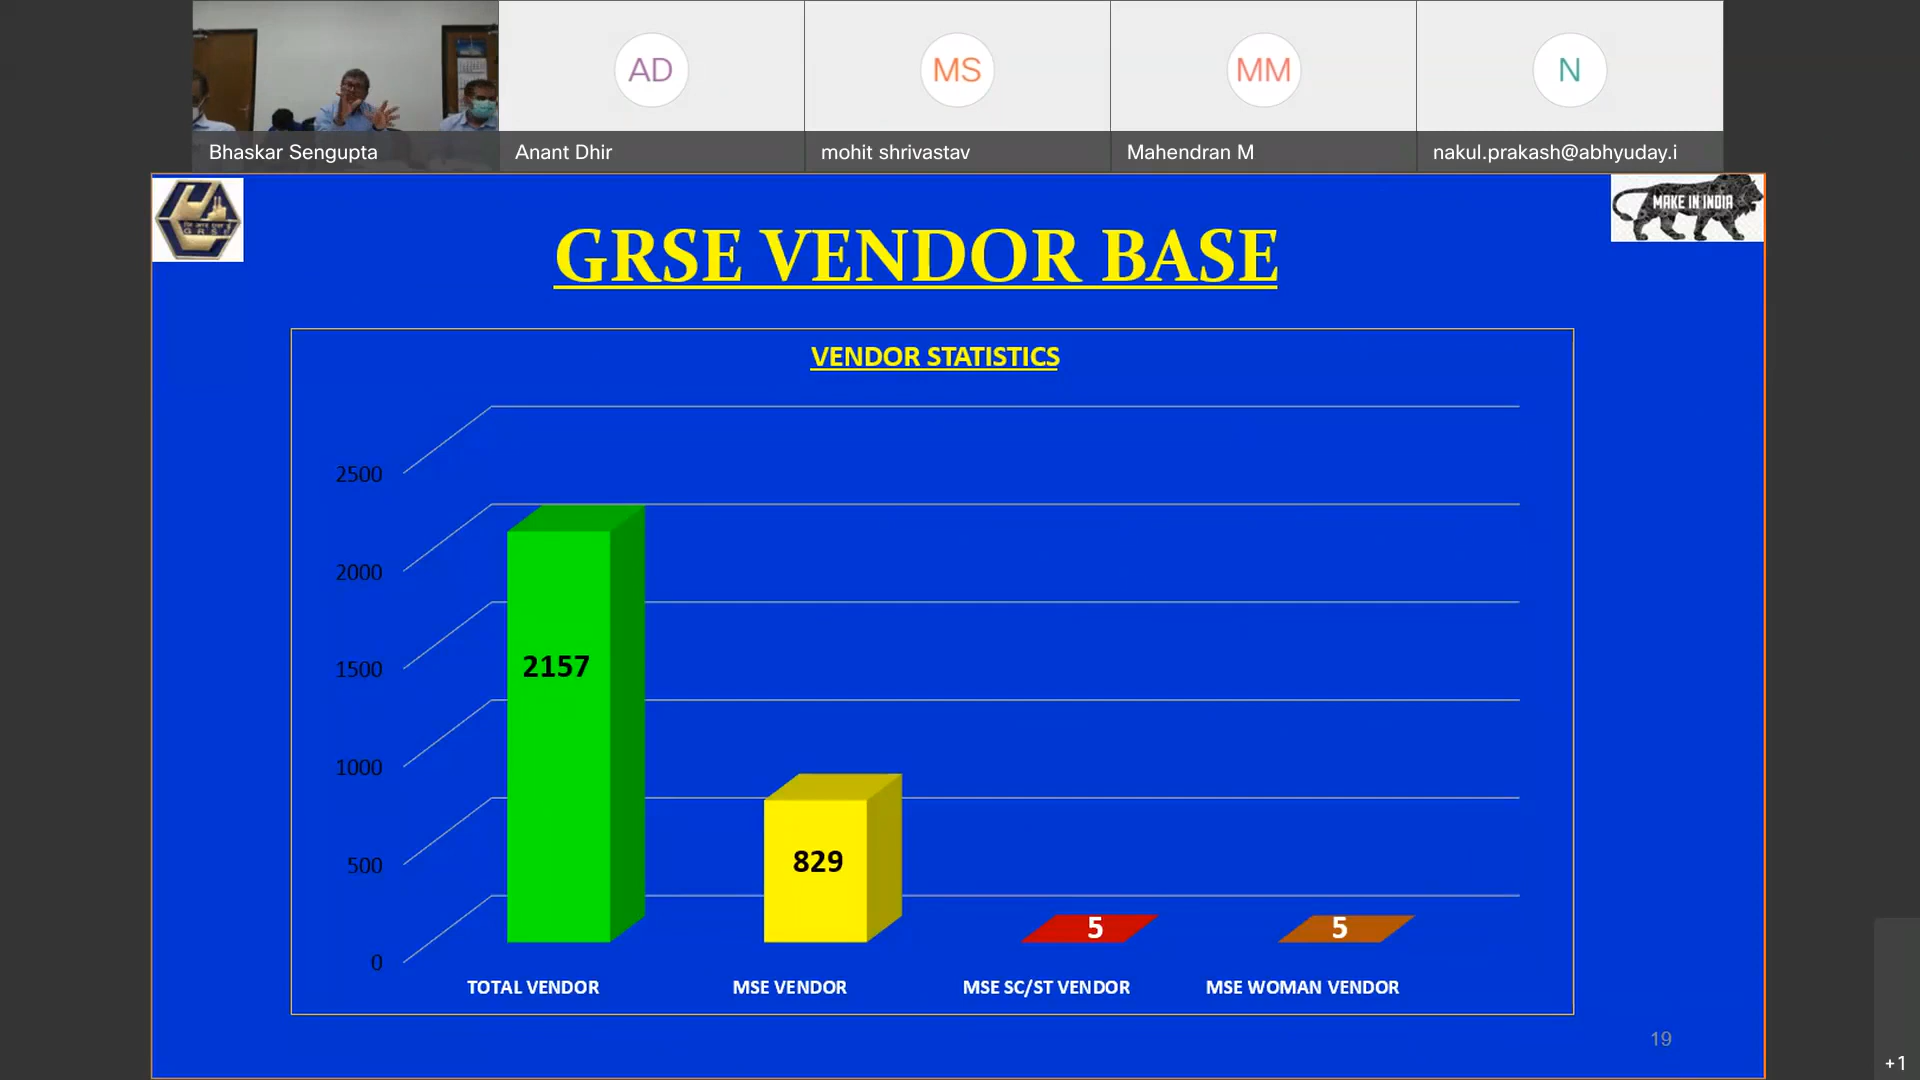 AD
MS
MM
N
Bhaskar Sengupta
Anant Dhir
mohit shrivastav
Mahendran M
nakul.prakash@abhyuday.i
G R S E
MAKE IN INDIA
GRSE VENDOR BASE
VENDOR STATISTICS
2500
2000
1500
1000
500
0
2157
829
5
5
TOTAL VENDOR
MSE VENDOR
MSE SC/ST VENDOR
MSE WOMAN VENDOR
19
+1